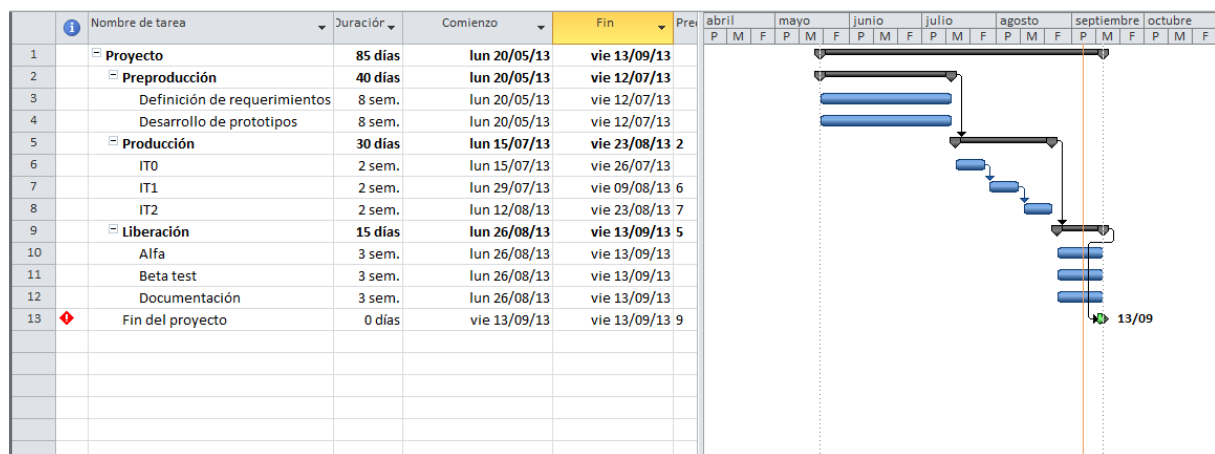 Nombre de tarea Duración Comienzo Fin Pre abril mayo junio julio agosto septiembre octubre
P M F P M F P M F P M F P M F P M F P M F
1 Proyecto 85 días lun 20/05/13 vie 13/09/13
2 Preproducción 40 días lun 20/05/13 vie 12/07/13
3 Definición de requerimientos 8 sem. lun 20/05/13 vie 12/07/13
4 Desarrollo de prototipos 8 sem. lun 20/05/13 vie 12/07/13
5 Producción 30 días lun 15/07/13 vie 23/08/13 2
6 IT0 2 sem. lun 15/07/13 vie 26/07/13
7 IT1 2 sem. lun 29/07/13 vie 09/08/13 6
8 IT2 2 sem. lun 12/08/13 vie 23/08/13 7
9 Liberación 15 días lun 26/08/13 vie 13/09/13 5
10 Alfa 3 sem. lun 26/08/13 vie 13/09/13
11 Beta test 3 sem. lun 26/08/13 vie 13/09/13
12 Documentación 3 sem. lun 26/08/13 vie 13/09/13
13 Fin del proyecto 0 días vie 13/09/13 vie 13/09/13 9 13/09